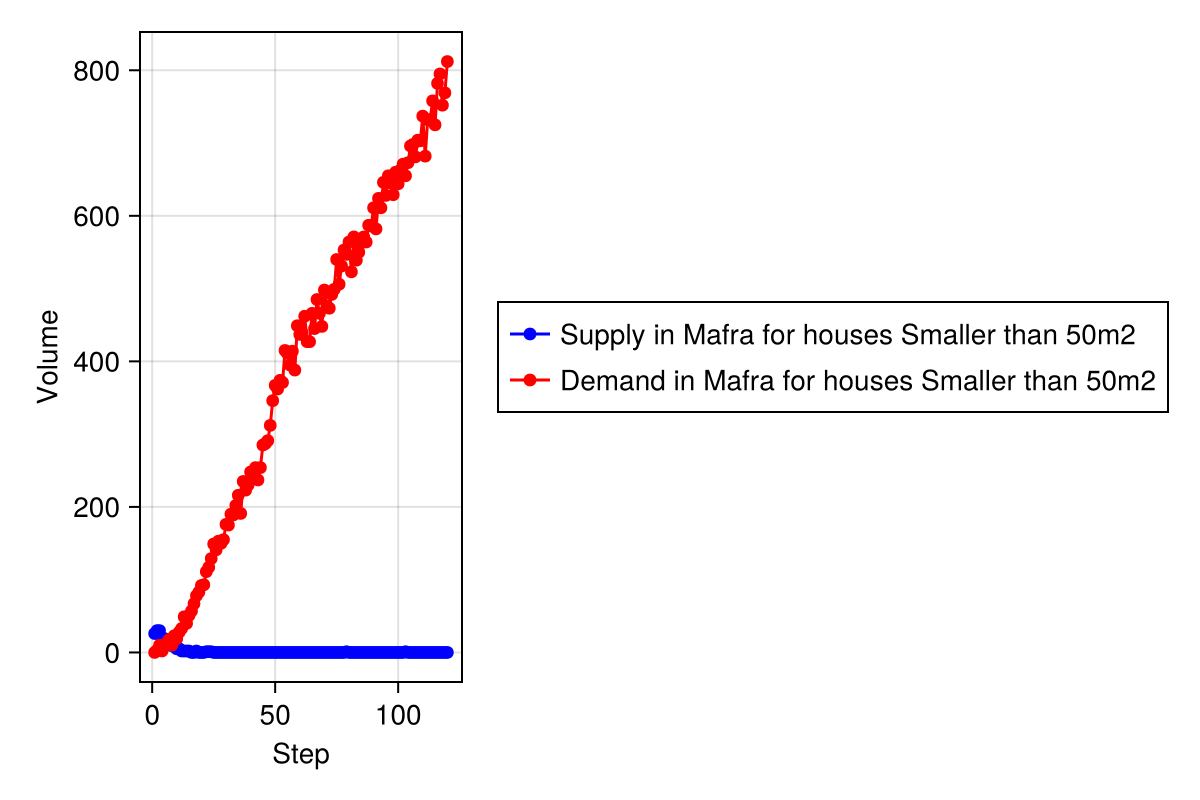 800
600
400
200
0
Volume
0 50 100
Step
Supply in Mafra for houses Smaller than 50m2
Demand in Mafra for houses Smaller than 50m2